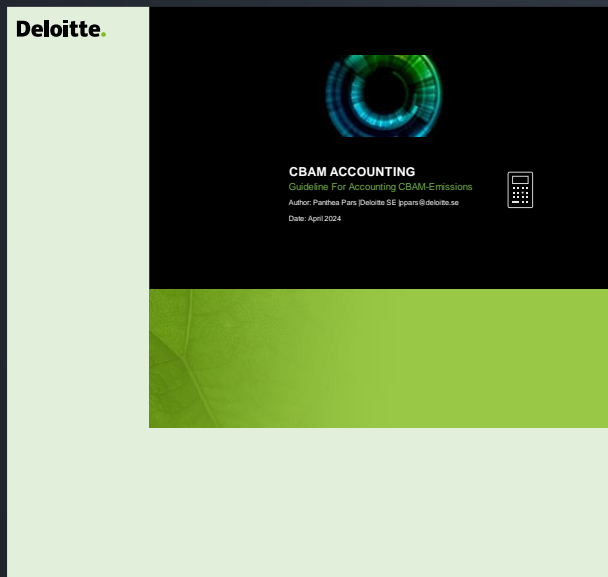 Deloitte.
CBAM ACCOUNTING
Guideline For Accounting CBAM-Emissions
Author: Panthea Pars |Deloitte SE |ppars@deloitte.se
Date: April 2024